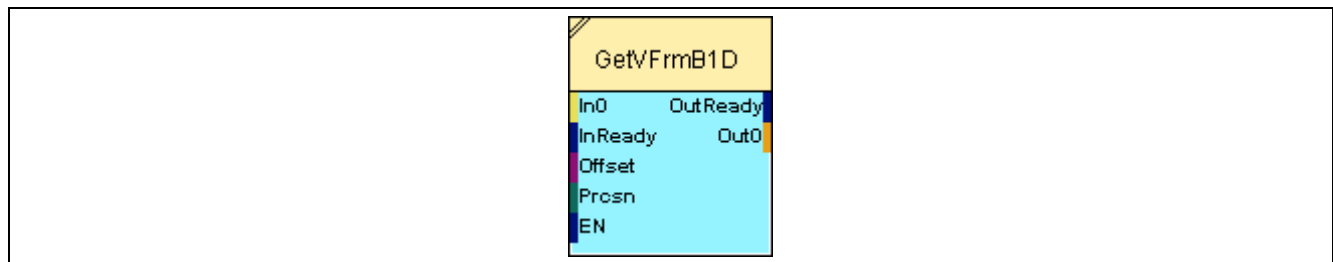 GetVFrmB1D
In0 OutReady
InReady Out0
Offset
Prcsn
EN